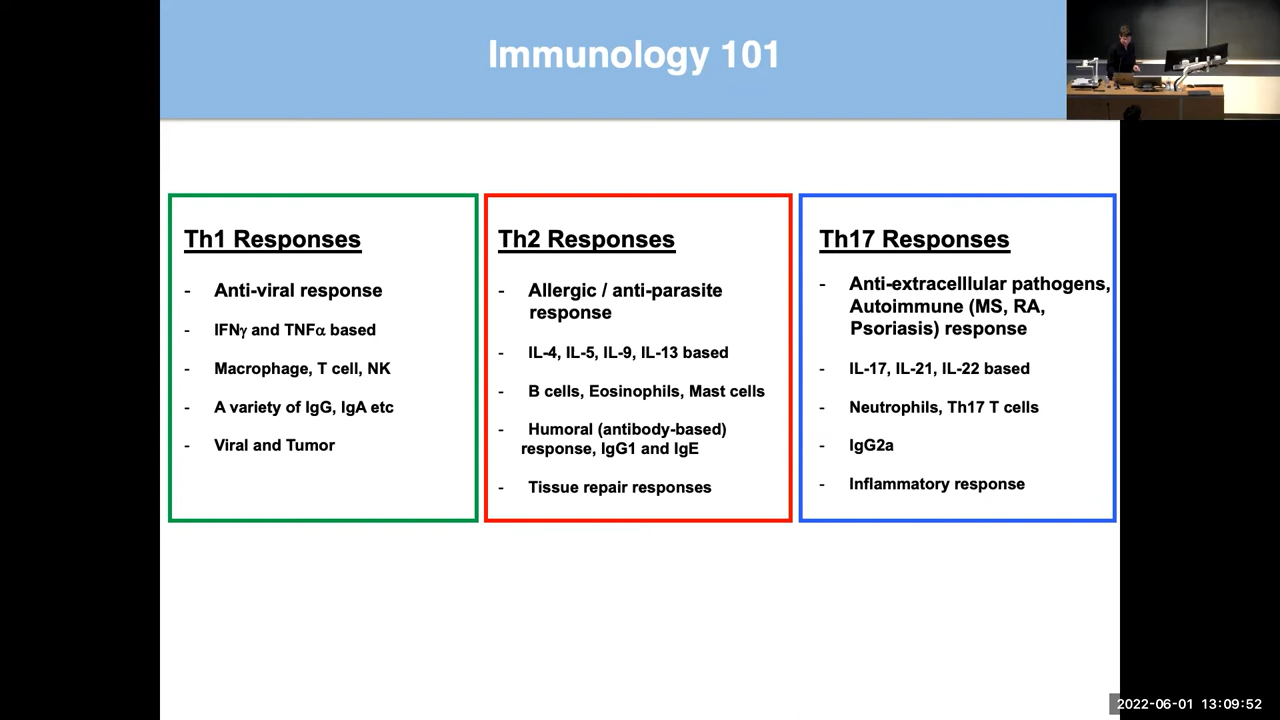 Immunology 101
Th1 Responses
- Anti-viral response
- IFNγ and TNFα based
- Macrophage, T cell, NK
- A variety of IgG, IgA etc
- Viral and Tumor
Th2 Responses
- Allergic / anti-parasite
response
- IL-4, IL-5, IL-9, IL-13 based
- B cells, Eosinophils, Mast cells
- Humoral (antibody-based)
response, IgG1 and IgE
- Tissue repair responses
Th17 Responses
- Anti-extracelllular pathogens,
Autoimmune (MS, RA,
Psoriasis) response
- IL-17, IL-21, IL-22 based
- Neutrophils, Th17 T cells
- IgG2a
- Inflammatory response
2022-06-01 13:09:52